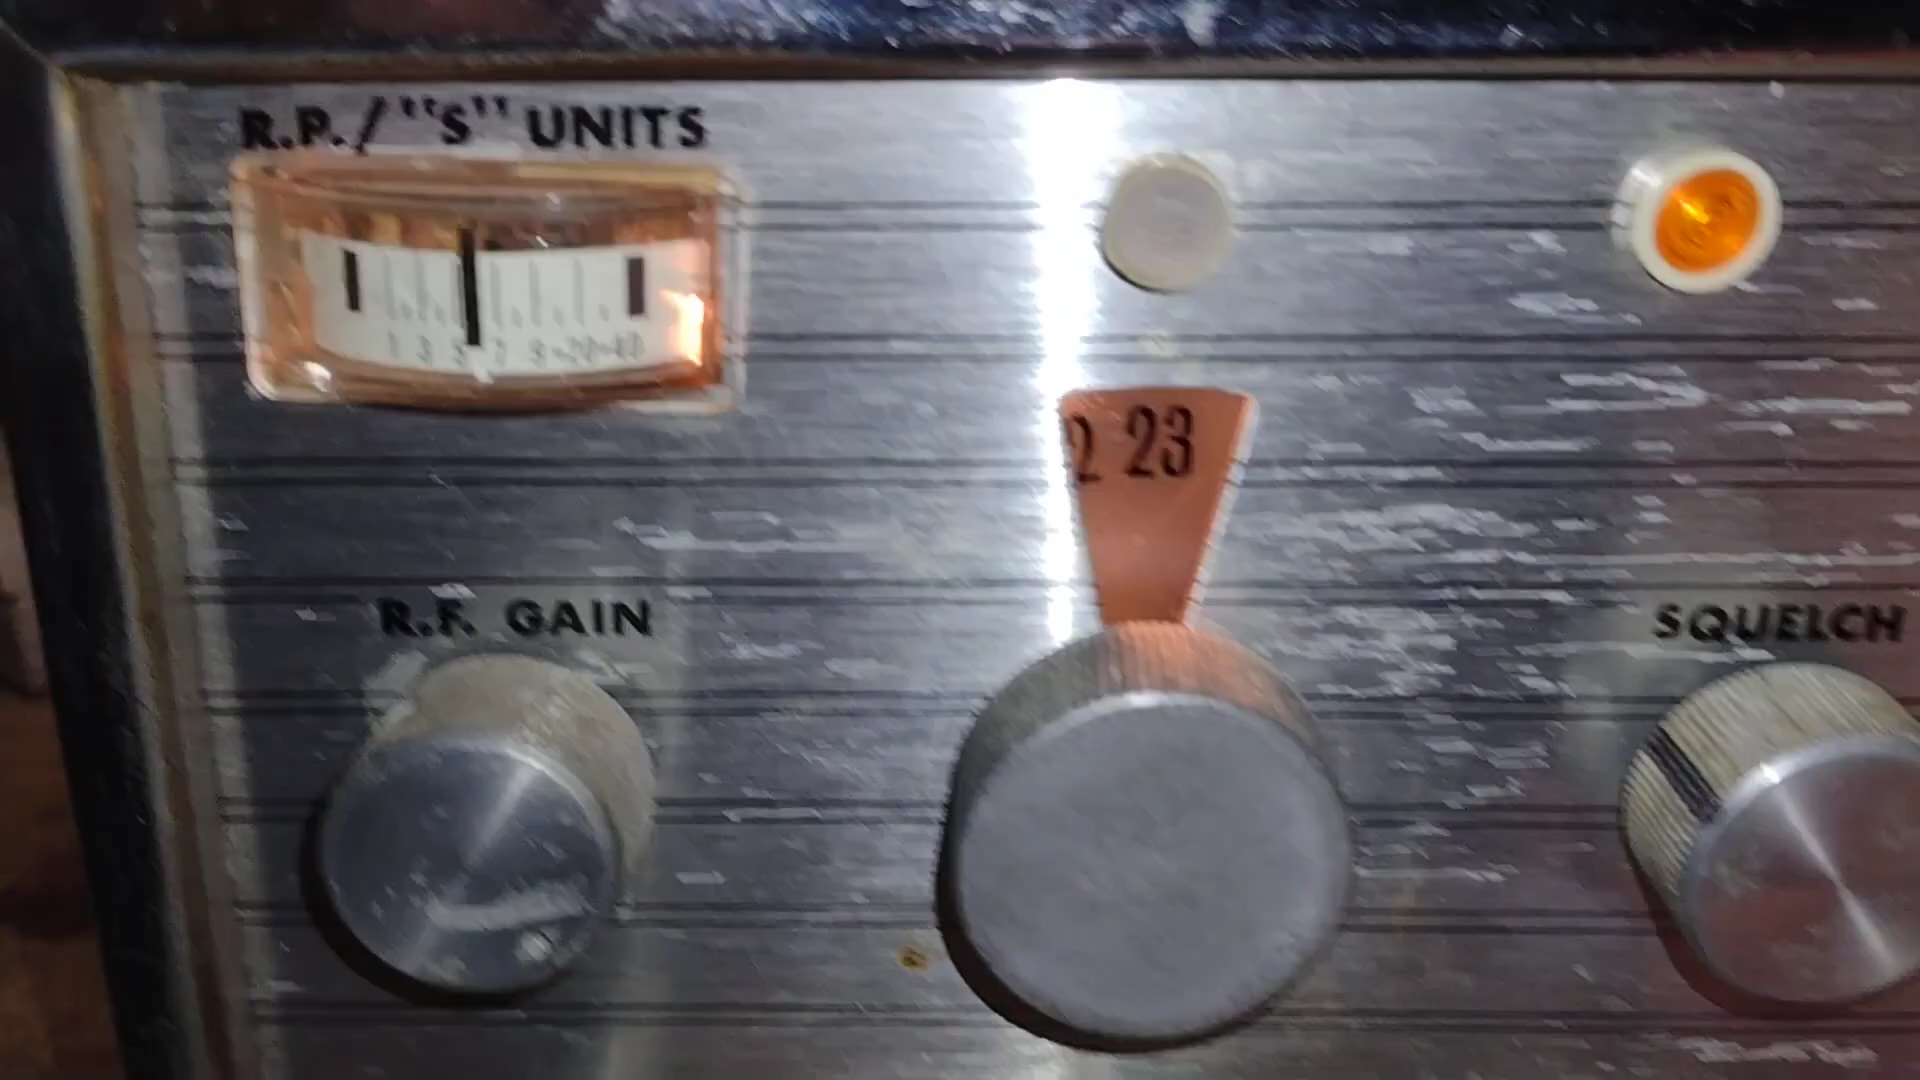 R.P./"S" UNITS
1 3 5 7 9+20+40
2 23
R.F. GAIN
SQUELCH